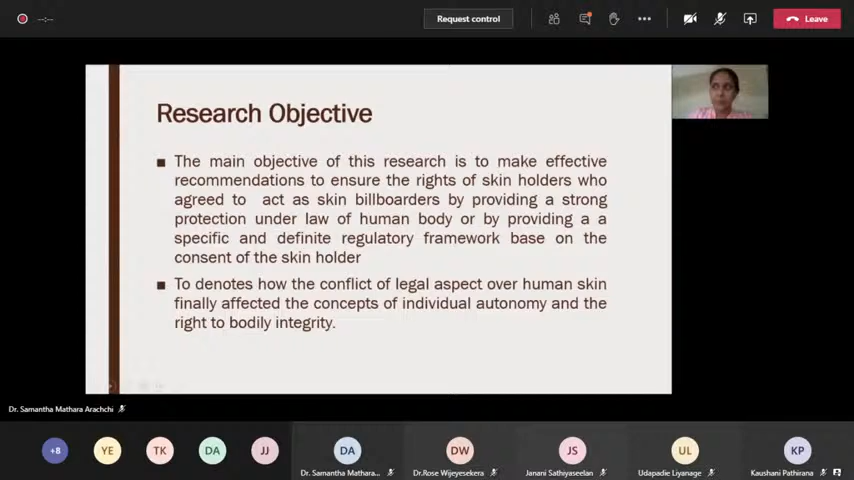 --:--
Request control
Leave
Research Objective
■ The main objective of this research is to make effective
recommendations to ensure the rights of skin holders who
agreed to act as skin billboarders by providing a strong
protection under law of human body or by providing a a
specific and definite regulatory framework base on the
consent of the skin holder
■ To denotes how the conflict of legal aspect over human skin
finally affected the concepts of individual autonomy and the
right to bodily integrity.
Dr. Samantha Mathara Arachchi
+8 YE TK DA JJ DA DW JS UL KP
Dr. Samantha Mathara... Dr.Rose Wijeyesekera Janani Sathiyaseelan Udapadie Liyanage Kaushani Pathirana